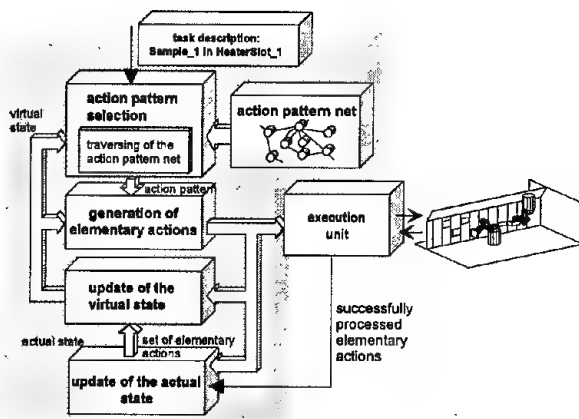 task description:
Sample_1 in HeaterSlot_1
virtual
state
action pattern
selection
traversing of the
action pattern net
action pattern net
action pattern
generation of
elementary actions
execution
unit
update of the
virtual state
actual state
set of elementary
actions
successfully
processed
elementary
actions
update of the actual
state